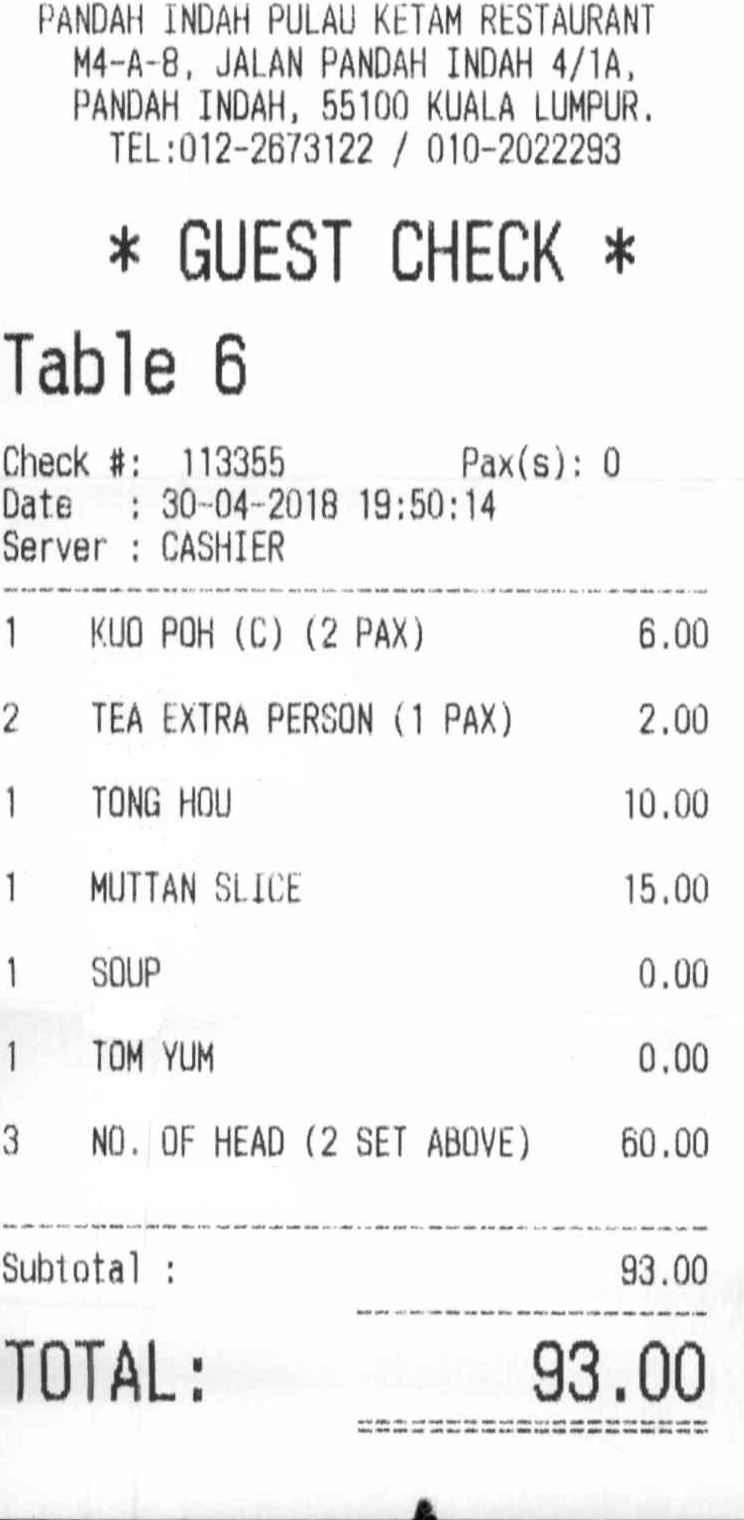 PANDAH INDAH PULAU KETAM RESTAURANT
M4-A-8, JALAN PANDAH INDAH 4/1A,
PANDAH INDAH, 55100 KUALA LUMPUR.
TEL:012-2673122 / 010-2022293
* GUEST CHECK *
Table 6
Check #: 113355 Pax(s): 0
Date : 30-04-2018 19:50:14
Server : CASHIER
1 KUO POH (C) (2 PAX) 6.00
2 TEA EXTRA PERSON (1 PAX) 2.00
1 TONG HOU 10.00
1 MUTTAN SLICE 15.00
1 SOUP 0.00
1 TOM YUM 0.00
3 NO. OF HEAD (2 SET ABOVE) 60.00
Subtotal : 93.00
TOTAL: 93.00